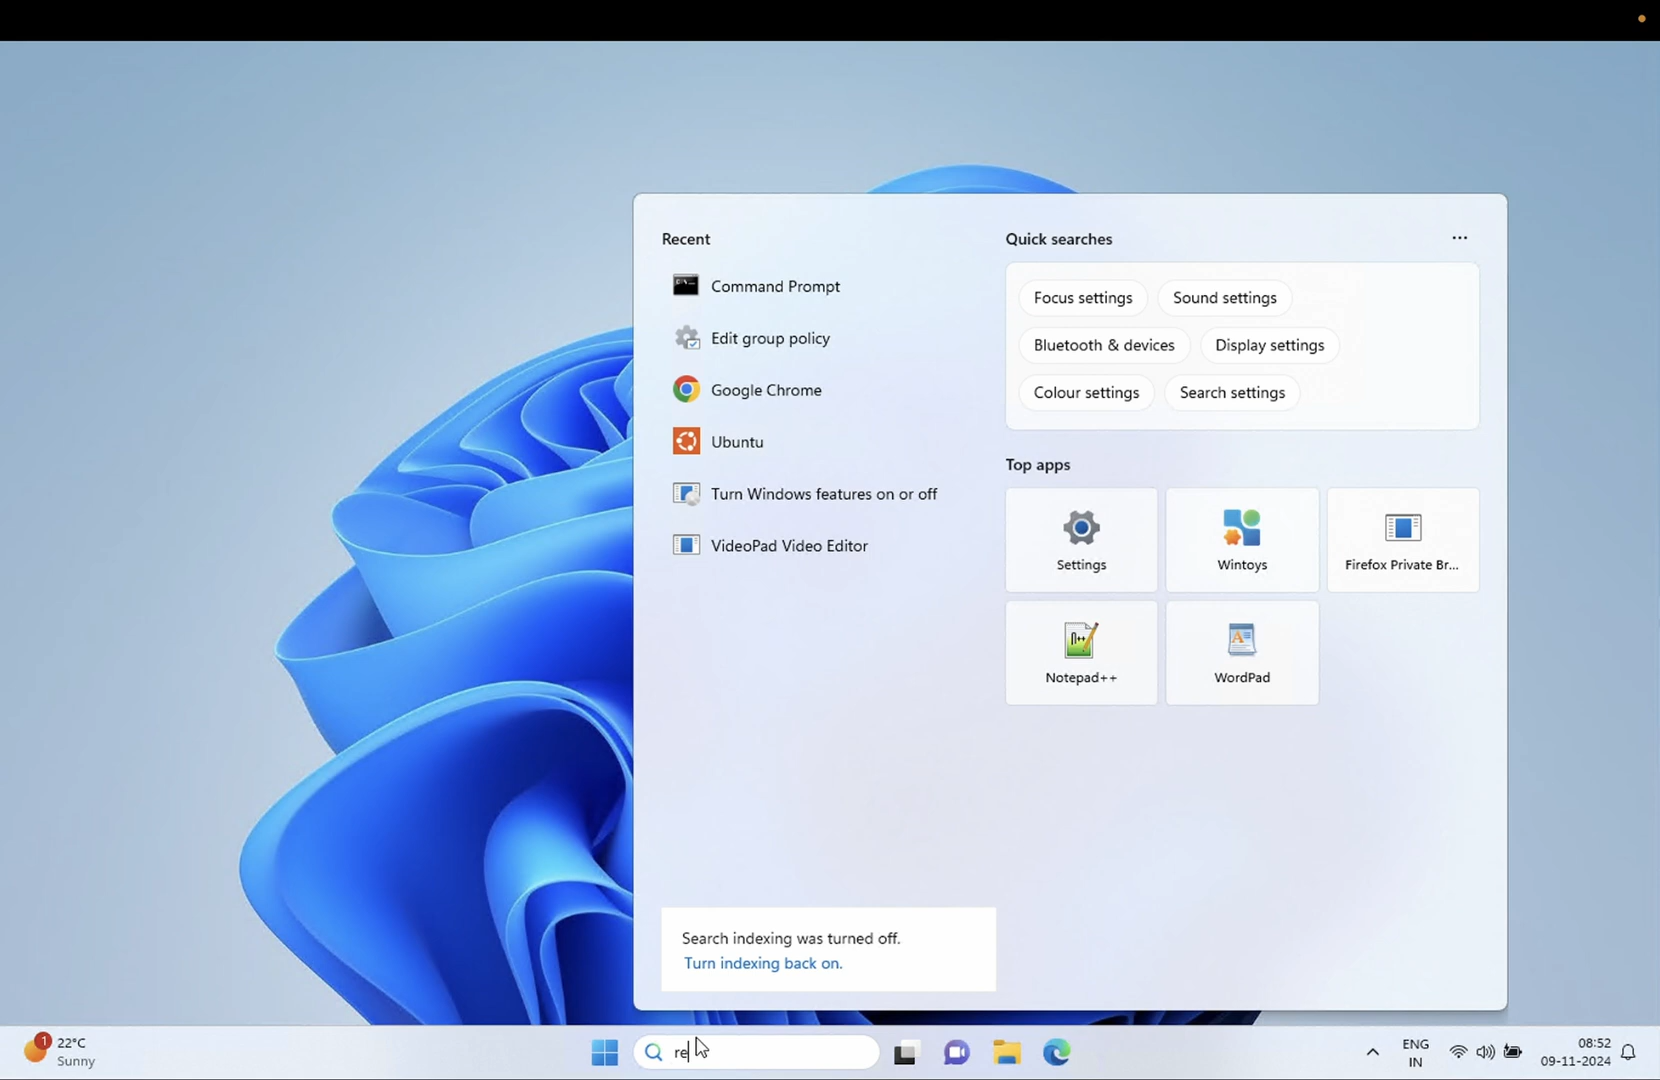 Recent
Command Prompt
Edit group policy
Google Chrome
Ubuntu
Turn Windows features on or off
VideoPad Video Editor
Quick searches
Focus settings
Sound settings
Bluetooth & devices
Display settings
Colour settings
Search settings
Top apps
Settings
Wintoys
Firefox Private Br...
Notepad++
WordPad
Search indexing was turned off.
Turn indexing back on.
1
22°C
Sunny
re
ENG
IN
08:52
09-11-2024